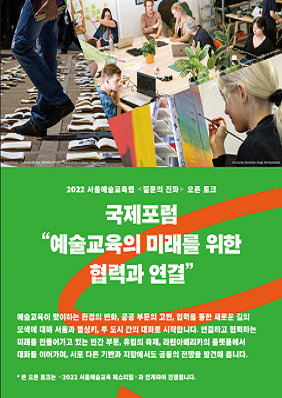 2022 서울예술교육랩 <질문의 진화> 오픈 토크
국제포럼
“예술교육의 미래를 위한
협력과 연결”
예술교육이 맞이하는 환경의 변화, 공공 부문의 고민, 협력을 통한 새로운 길의
모색에 대해 서울과 헬싱키, 두 도시 간의 대화로 시작합니다. 연결하고 협력하는
미래를 만들어가고 있는 민간 부문, 유럽의 축제, 라틴아메리카의 플랫폼에서
대화를 이어가며, 서로 다른 기반과 지향에서도 공통의 전망을 발견해 봅니다.
* 본 오픈 토크는 <2022 서울예술교육 페스티벌>과 연계하여 진행됩니다.